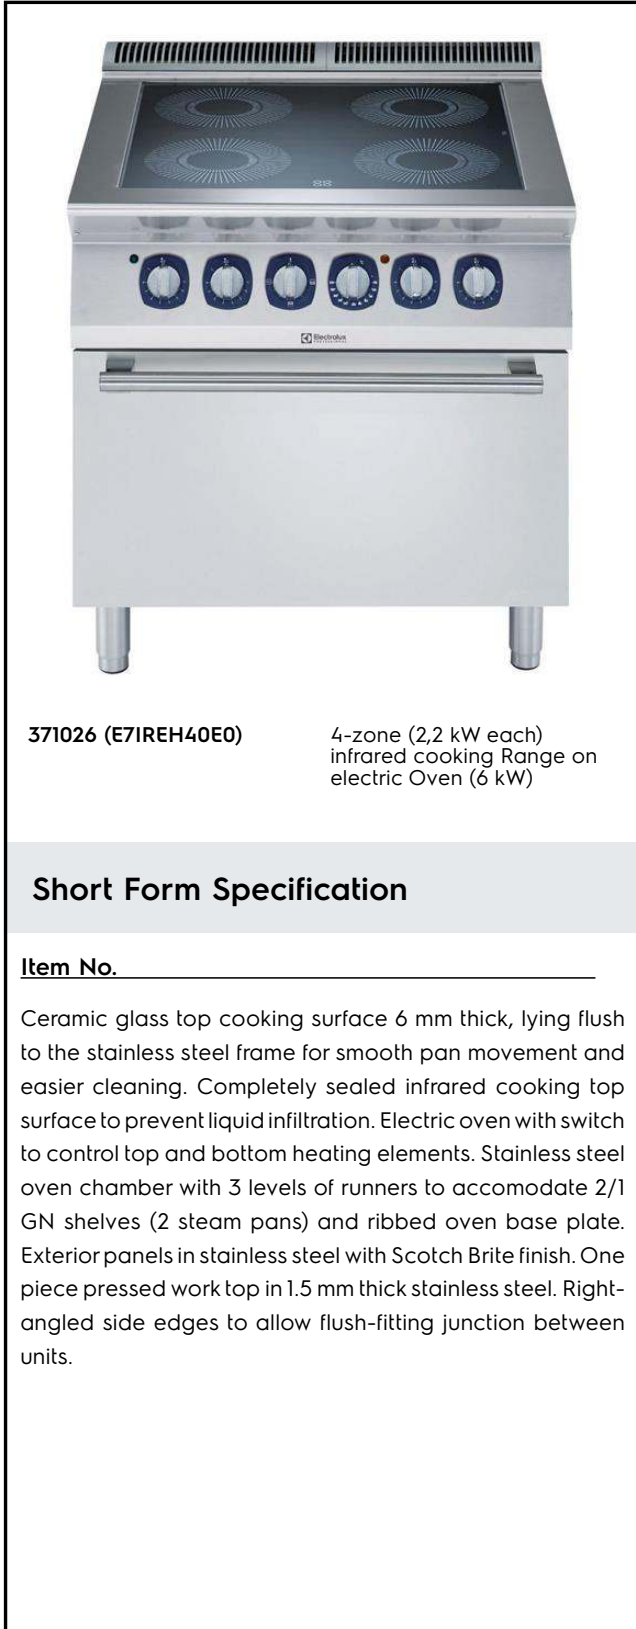 Electrolux
PROFESSIONAL
371026 (E7IREH40E0)
4-zone (2,2 kW each)
infrared cooking Range on
electric Oven (6 kW)
Short Form Specification
Item No.
Ceramic glass top cooking surface 6 mm thick, lying flush
to the stainless steel frame for smooth pan movement and
easier cleaning. Completely sealed infrared cooking top
surface to prevent liquid infiltration. Electric oven with switch
to control top and bottom heating elements. Stainless steel
oven chamber with 3 levels of runners to accomodate 2/1
GN shelves (2 steam pans) and ribbed oven base plate.
Exterior panels in stainless steel with Scotch Brite finish. One
piece pressed work top in 1.5 mm thick stainless steel. Right-
angled side edges to allow flush-fitting junction between
units.